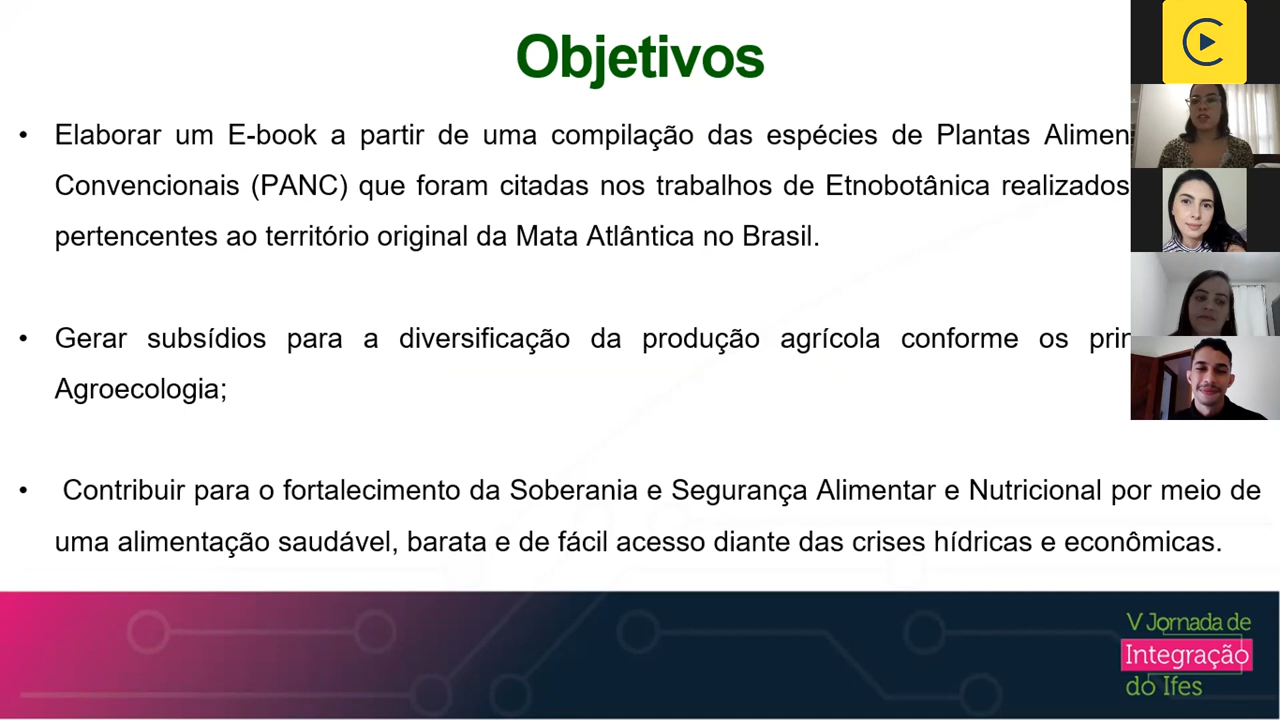 Objetivos
• Elaborar um E-book a partir de uma compilação das espécies de Plantas Alimen
Convencionais (PANC) que foram citadas nos trabalhos de Etnobotânica realizados
pertencentes ao território original da Mata Atlântica no Brasil.
• Gerar subsídios para a diversificação da produção agrícola conforme os prin
Agroecologia;
• Contribuir para o fortalecimento da Soberania e Segurança Alimentar e Nutricional por meio de
uma alimentação saudável, barata e de fácil acesso diante das crises hídricas e econômicas.
V Jornada de
Integração
do Ifes